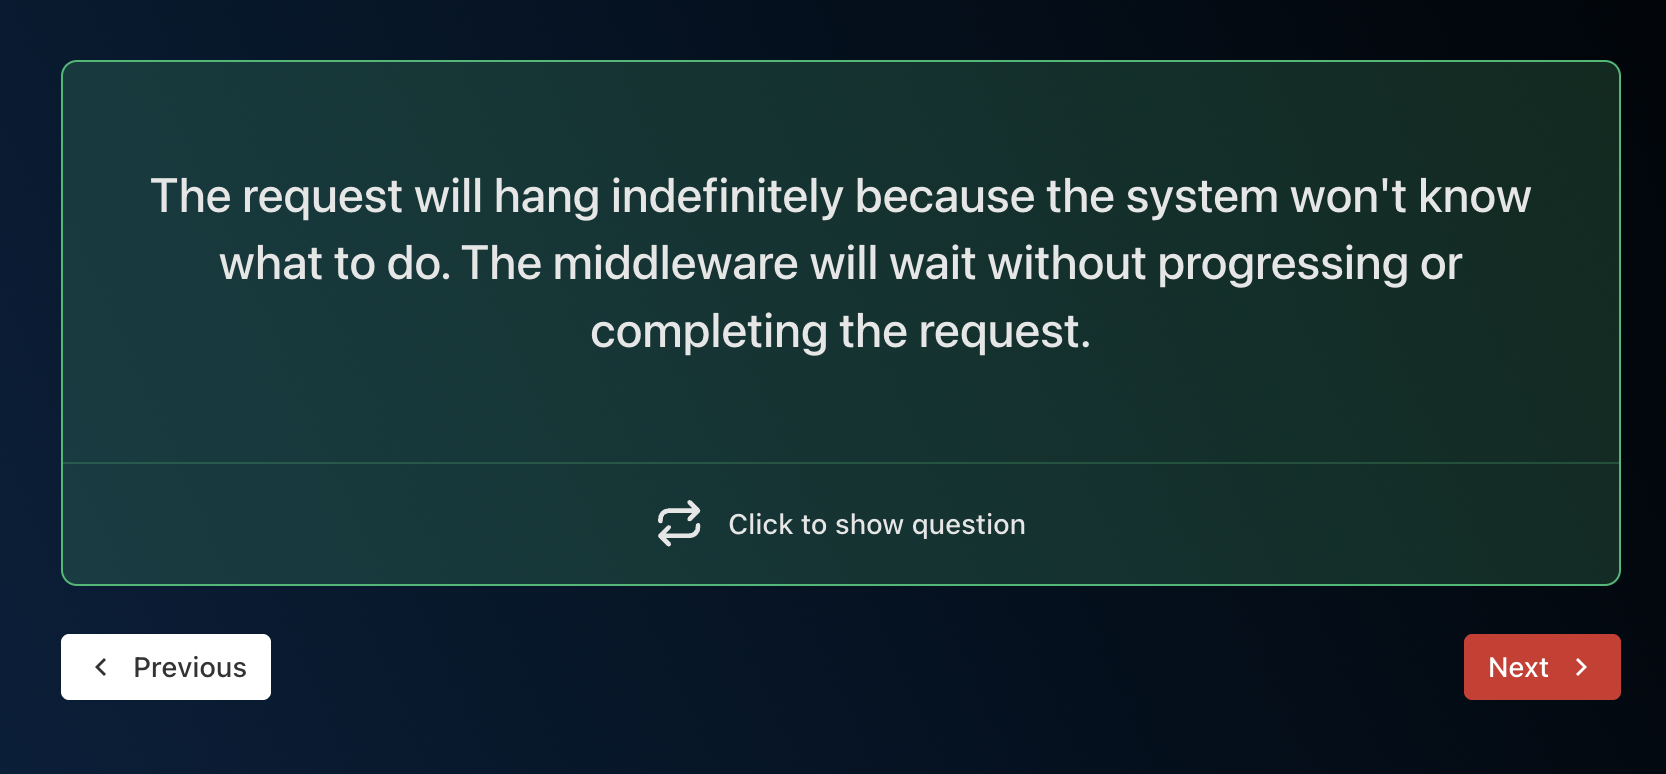 The request will hang indefinitely because the system won't know
what to do. The middleware will wait without progressing or
completing the request.
Click to show question
Previous
Next